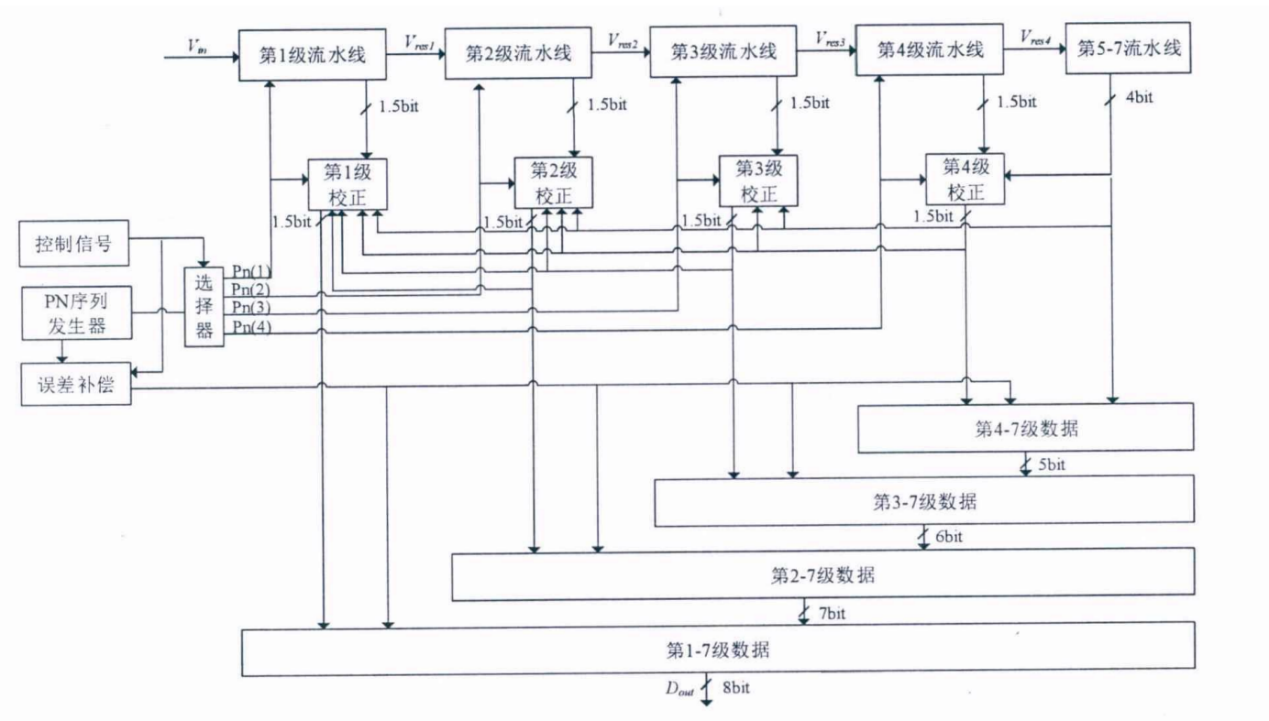 V_in
第1级流水线
V_res1
第2级流水线
V_res2
第3级流水线
V_res3
第4级流水线
V_res4
第5-7流水线
1.5bit
1.5bit
1.5bit
1.5bit
4bit
第1级
校正
第2级
校正
第3级
校正
第4级
校正
1.5bit
1.5bit
1.5bit
1.5bit
控制信号
PN序列
发生器
误差补偿
选
择
器
Pn(1)
Pn(2)
Pn(3)
Pn(4)
第4-7级数据
5bit
第3-7级数据
6bit
第2-7级数据
7bit
第1-7级数据
D_out
8bit